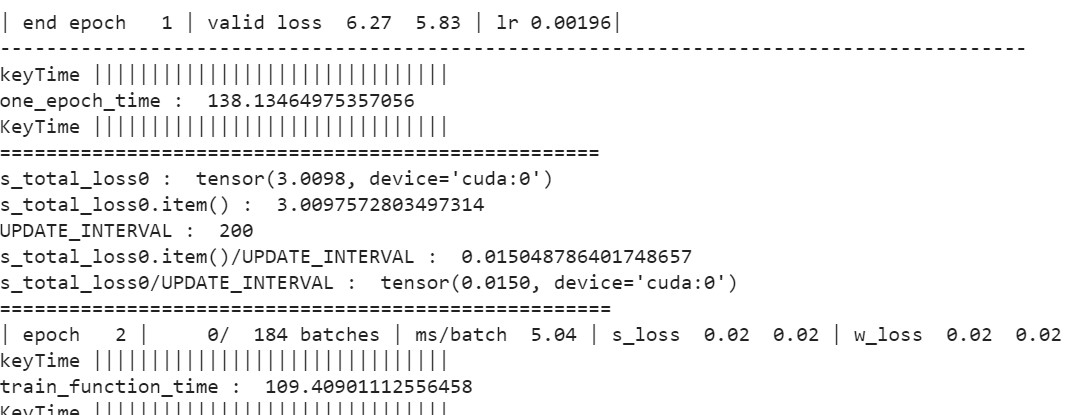 | end epoch   1 | valid loss  6.27  5.83 | lr 0.00196|
-----------------------------------------------------------------------------------------
keyTime |||||||||||||||||||||||||||||||
one_epoch_time :  138.13464975357056
KeyTime |||||||||||||||||||||||||||||||
====================================================
s_total_loss0 :  tensor(3.0098, device='cuda:0')
s_total_loss0.item() :  3.0097572803497314
UPDATE_INTERVAL :  200
s_total_loss0.item()/UPDATE_INTERVAL :  0.015048786401748657
s_total_loss0/UPDATE_INTERVAL :  tensor(0.0150, device='cuda:0')
=====================================================
| epoch   2 |     0/  184 batches | ms/batch  5.04 | s_loss  0.02  0.02 | w_loss  0.02  0.02
keyTime |||||||||||||||||||||||||||||||
train_function_time :  109.40901112556458
KeyTime |||||||||||||||||||||||||||||||